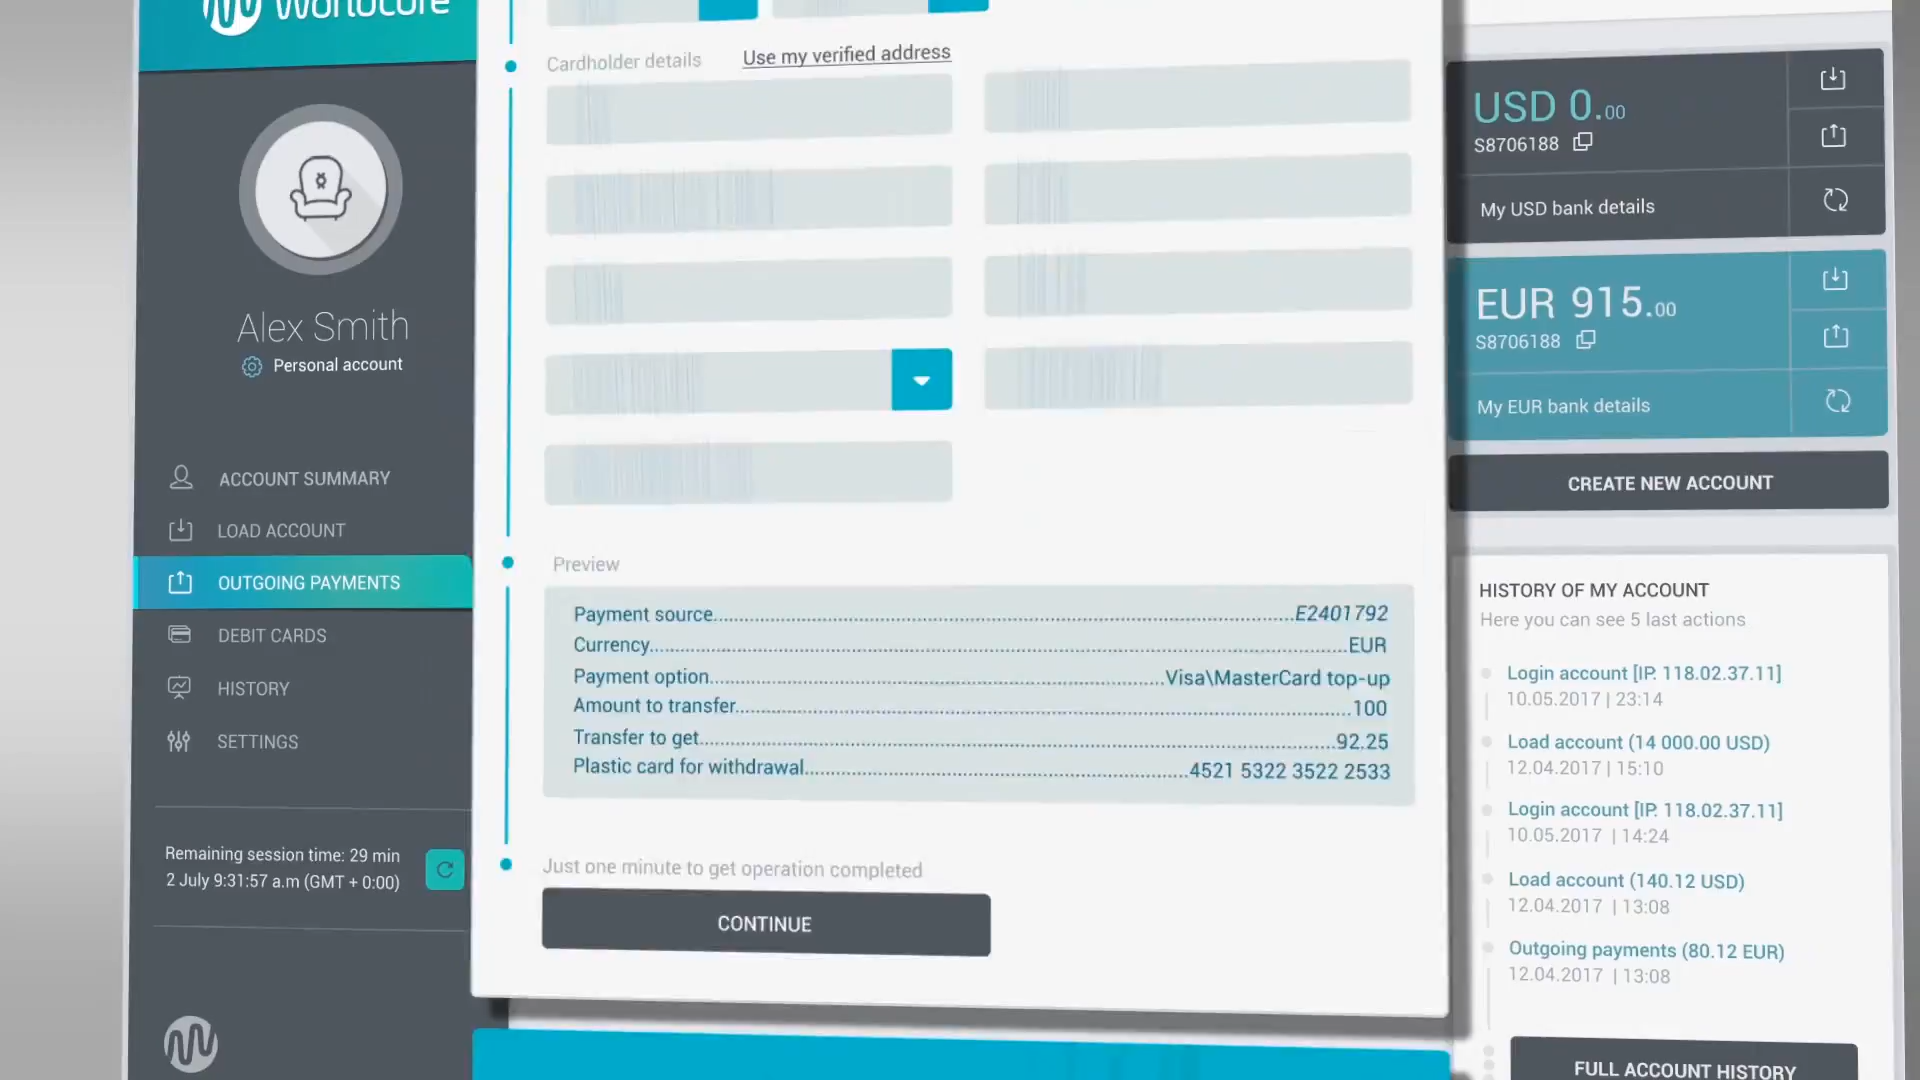 Worldcore
Alex Smith
Personal account
ACCOUNT SUMMARY
LOAD ACCOUNT
OUTGOING PAYMENTS
DEBIT CARDS
HISTORY
SETTINGS
Remaining session time: 29 min
2 July 9:31:57 a.m (GMT + 0:00)
Cardholder details Use my verified address
Preview
Payment source E2401792
Currency EUR
Payment option Visa\MasterCard top-up
Amount to transfer 100
Transfer to get 92.25
Plastic card for withdrawal 4521 5322 3522 2533
Just one minute to get operation completed
CONTINUE
USD 0.00
S8706188
My USD bank details
EUR 915.00
S8706188
My EUR bank details
CREATE NEW ACCOUNT
HISTORY OF MY ACCOUNT
Here you can see 5 last actions
Login account [IP. 118.02.37.11]
10.05.2017 | 23:14
Load account (14 000.00 USD)
12.04.2017 | 15:10
Login account [IP. 118.02.37.11]
10.05.2017 | 14:24
Load account (140.12 USD)
12.04.2017 | 13:08
Outgoing payments (80.12 EUR)
12.04.2017 | 13:08
FULL ACCOUNT HISTORY